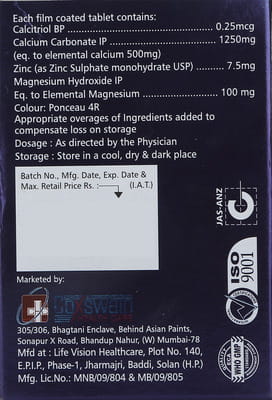 Each film coated tablet contains:
Calcitriol BP ........................................ 0.25mcg
Calcium Carbonate IP ............................ 1250mg
(eq. to elemental calcium 500mg)
Zinc (as Zinc Sulphate monohydrate USP) ........ 7.5mg
Magnesium Hydroxide IP
Eq. to Elemental Magnesium ...................... 100 mg
Colour: Ponceau 4R
Appropriate overages of Ingredients added to
compensate loss on storage
Dosage : As directed by the Physician
Storage : Store in a cool, dry & dark place
Batch No., Mfg. Date, Exp. Date &
Max. Retail Price Rs. : (I.A.T.)
JAS-ANZ
ISO
9001
WHO GMP
Marketed by:
Coxswain
305/306, Bhagtani Enclave, Behind Asian Paints,
Sonapur X Road, Bhandup Nahur, (W) Mumbai-78
Mfd at : Life Vision Healthcare, Plot No. 140,
E.P.I.P., Phase-1, Jharmajri, Baddi, Solan (H.P.)
Mfg. Lic.No.: MNB/09/804 & MB/09/805